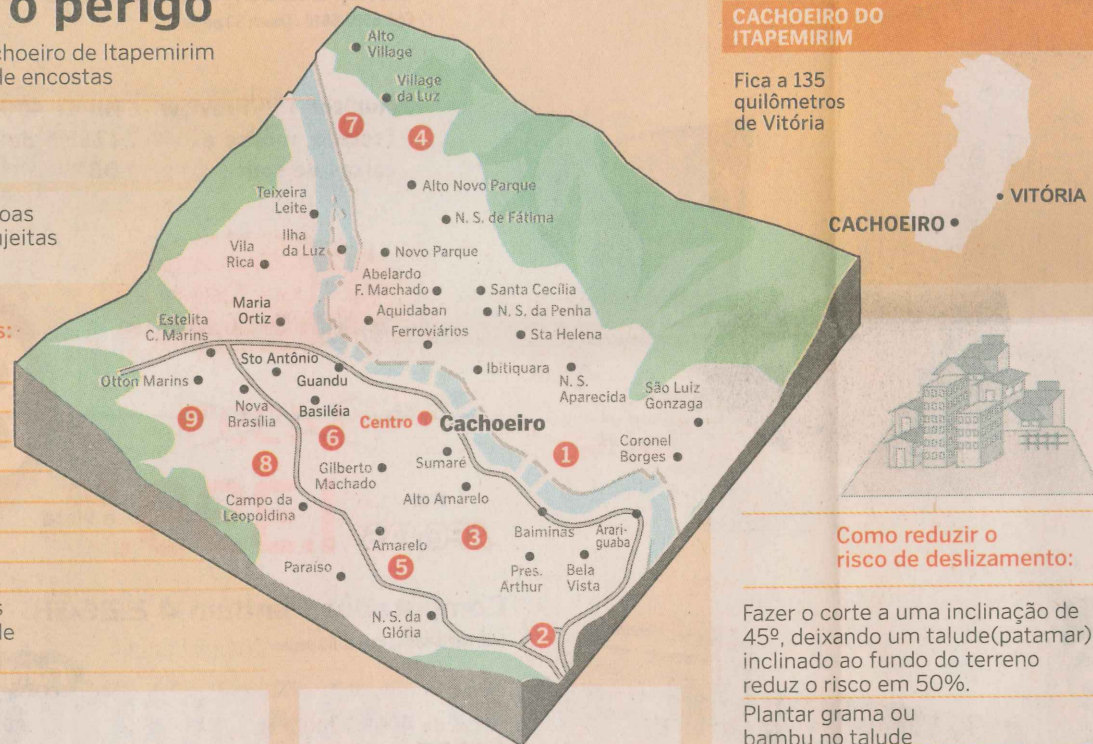 o perigo
choeiro de Itapemirim
de encostas
oas
ujeitas
s:
s
de
Alto
Village
Village
da Luz
7
4
Alto Novo Parque
Teixeira
Leite
N. S. de Fátima
Ilha
da Luz
Vila
Rica
Novo Parque
Abelardo
F. Machado
Santa Cecília
Maria
Ortiz
Aquidaban
N. S. da Penha
Estelita
C. Marins
Ferroviários
Sta Helena
Sto Antônio
Otton Marins
Guandu
Ibitiquara
N. S.
Aparecida
São Luiz
Gonzaga
Nova
Brasília
Basiléia
9
6
Centro
Cachoeiro
Coronel
Borges
1
8
Gilberto
Machado
Sumaré
Alto Amarelo
Campo da
Leopoldina
Baiminas
Arari-
guaba
Amarelo
3
5
Paraiso
Pres.
Arthur
Bela
Vista
N. S. da
Glória
2
CACHOEIRO DO
ITAPEMIRIM
Fica a 135
quilômetros
de Vitória
VITÓRIA
CACHOEIRO
Como reduzir o
risco de deslizamento:
Fazer o corte a uma inclinação de
45º, deixando um talude(patamar)
inclinado ao fundo do terreno
reduz o risco em 50%.
Plantar grama ou
bambu no talude